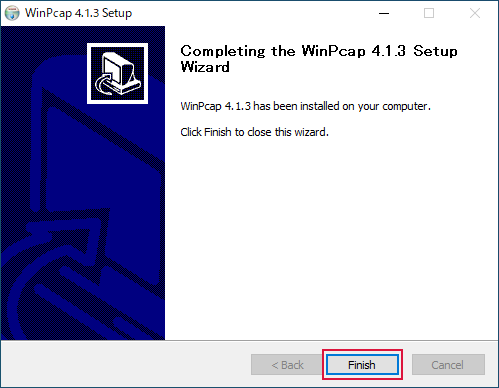 WinPcap 4.1.3 Setup
Completing the WinPcap 4.1.3 Setup
Wizard
WinPcap 4.1.3 has been installed on your computer.
Click Finish to close this wizard.
< Back
Finish
Cancel